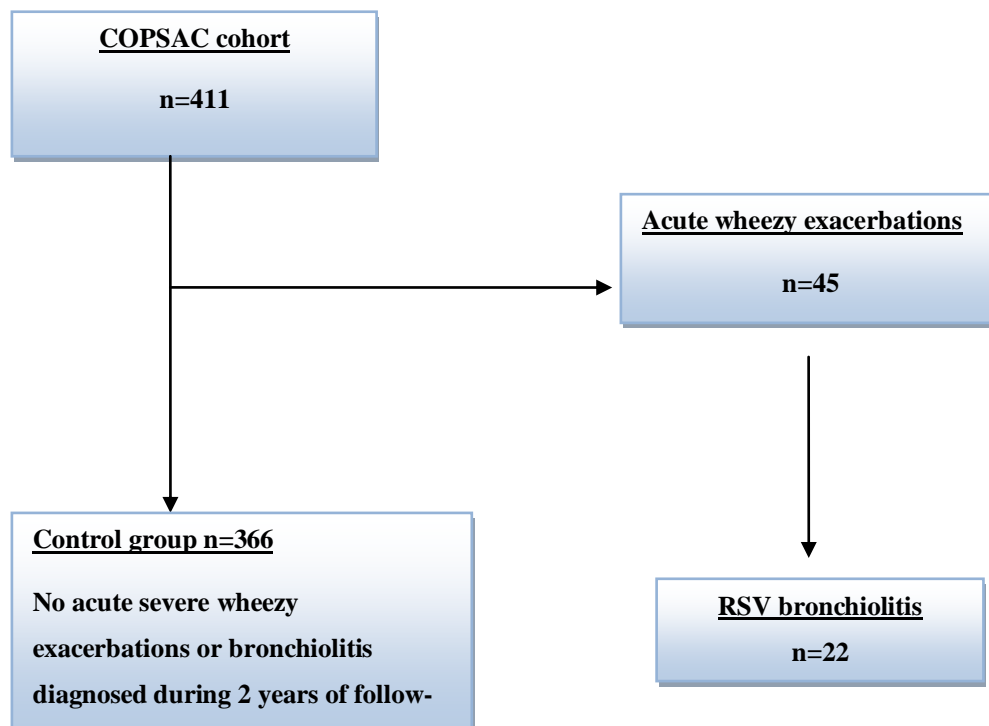 COPSAC cohort
n=411
Acute wheezy exacerbations
n=45
Control group n=366
No acute severe wheezy
exacerbations or bronchiolitis
diagnosed during 2 years of follow-
RSV bronchiolitis
n=22